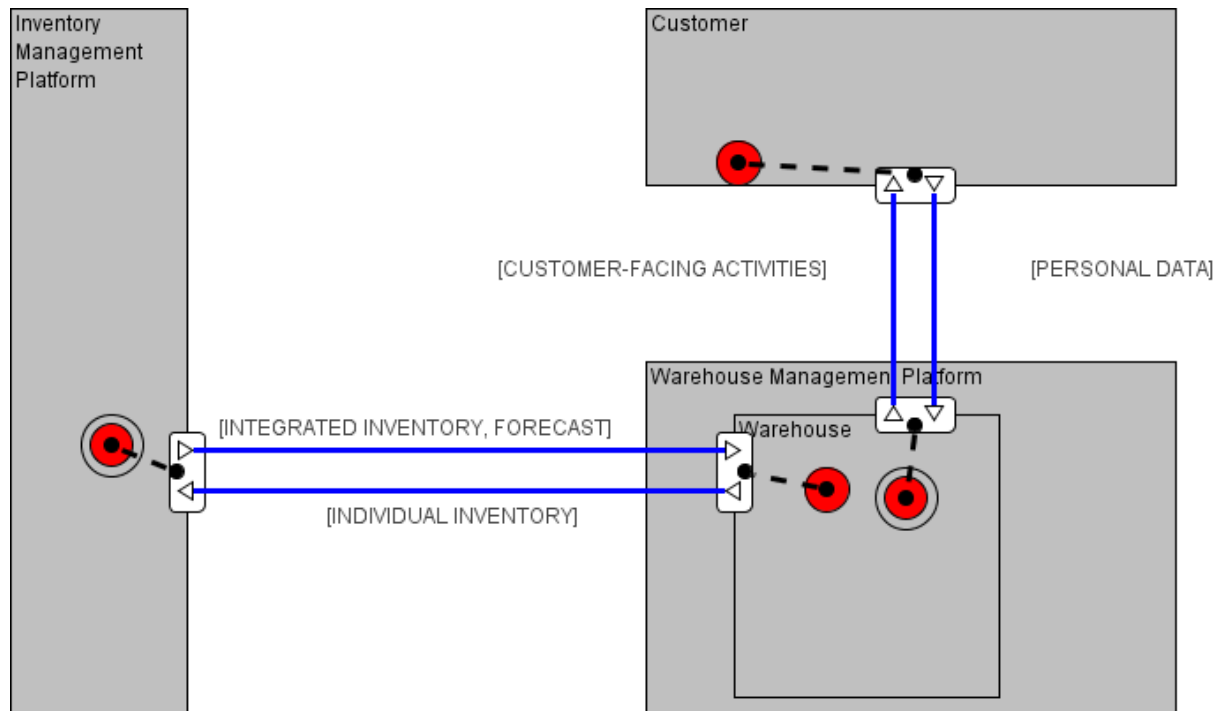 Inventory
Management
Platform
Customer
[CUSTOMER-FACING ACTIVITIES]
[PERSONAL DATA]
Warehouse Management Platform
[INTEGRATED INVENTORY, FORECAST]
Warehouse
[INDIVIDUAL INVENTORY]